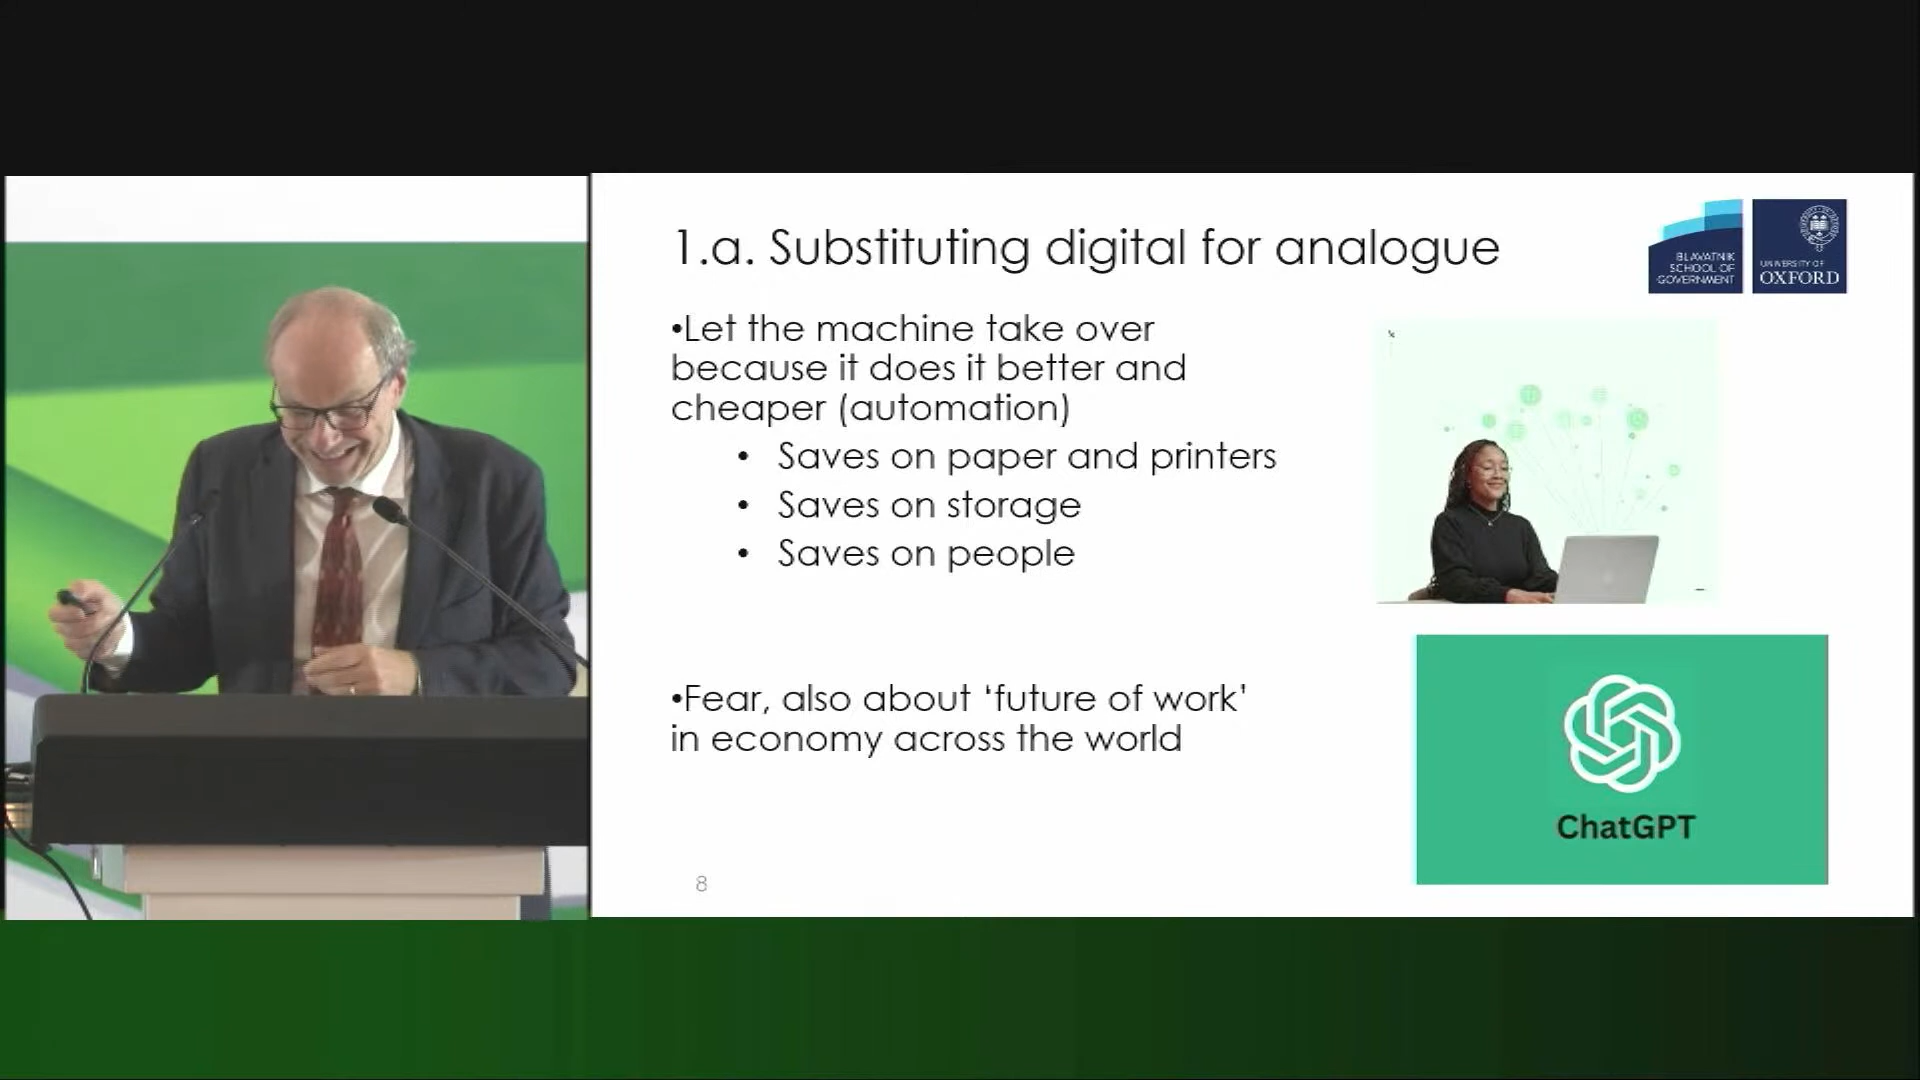 1.a. Substituting digital for analogue
BLAVATNIK
SCHOOL OF
GOVERNMENT
UNIVERSITY OF
OXFORD
•Let the machine take over
because it does it better and
cheaper (automation)
• Saves on paper and printers
• Saves on storage
• Saves on people
•Fear, also about ‘future of work’
in economy across the world
ChatGPT
8